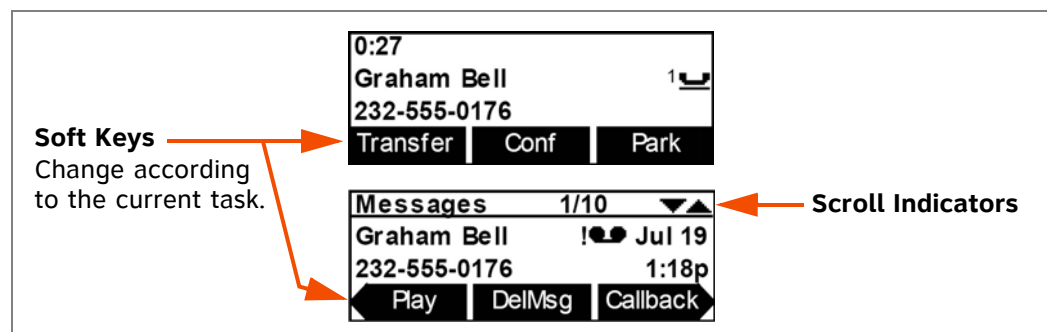 0:27
Graham Bell 1
232-555-0176
Transfer Conf Park
Soft Keys
Change according
to the current task.
Messages 1/10
Graham Bell ! Jul 19
232-555-0176 1:18p
Play DelMsg Callback
Scroll Indicators